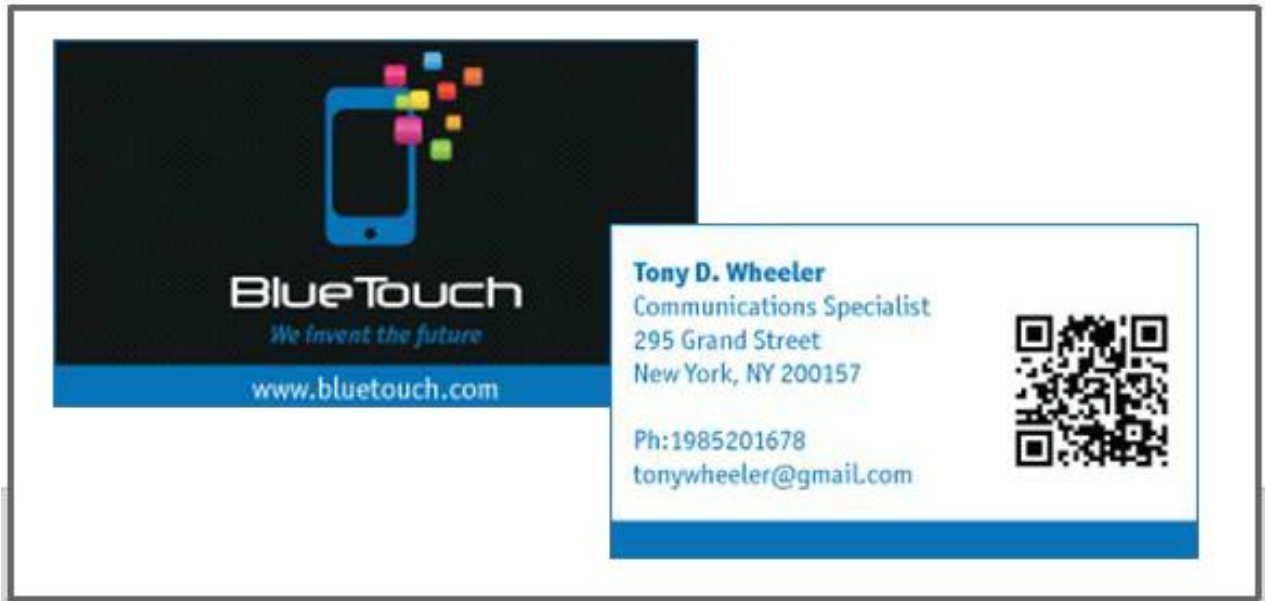 BlueTouch
We invent the future
www.bluetouch.com
Tony D. Wheeler
Communications Specialist
295 Grand Street
New York, NY 200157
Ph:1985201678
tonywheeler@gmail.com